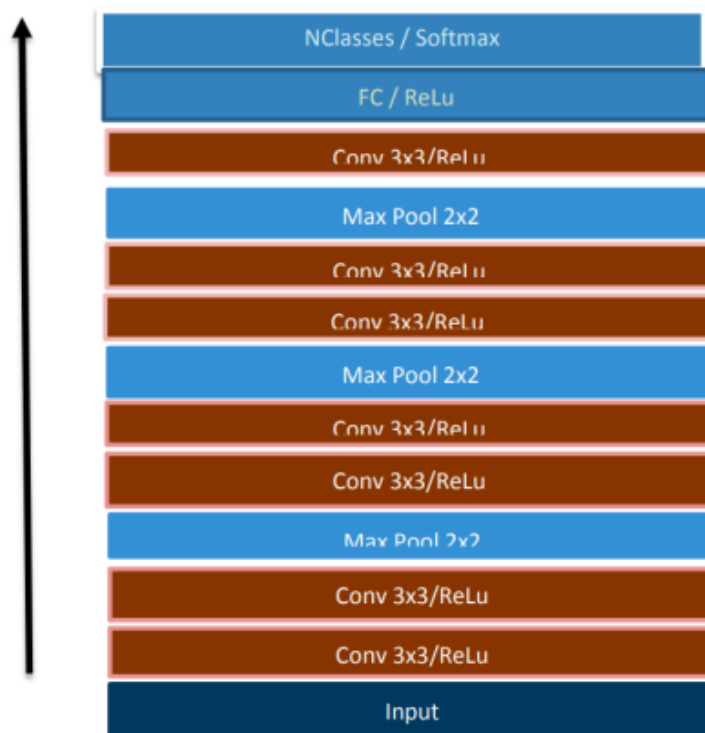 NClasses / Softmax
FC / ReLu
Conv 3x3/ReLu
Max Pool 2x2
Conv 3x3/ReLu
Conv 3x3/ReLu
Max Pool 2x2
Conv 3x3/ReLu
Conv 3x3/ReLu
Max Pool 2x2
Conv 3x3/ReLu
Conv 3x3/ReLu
Input